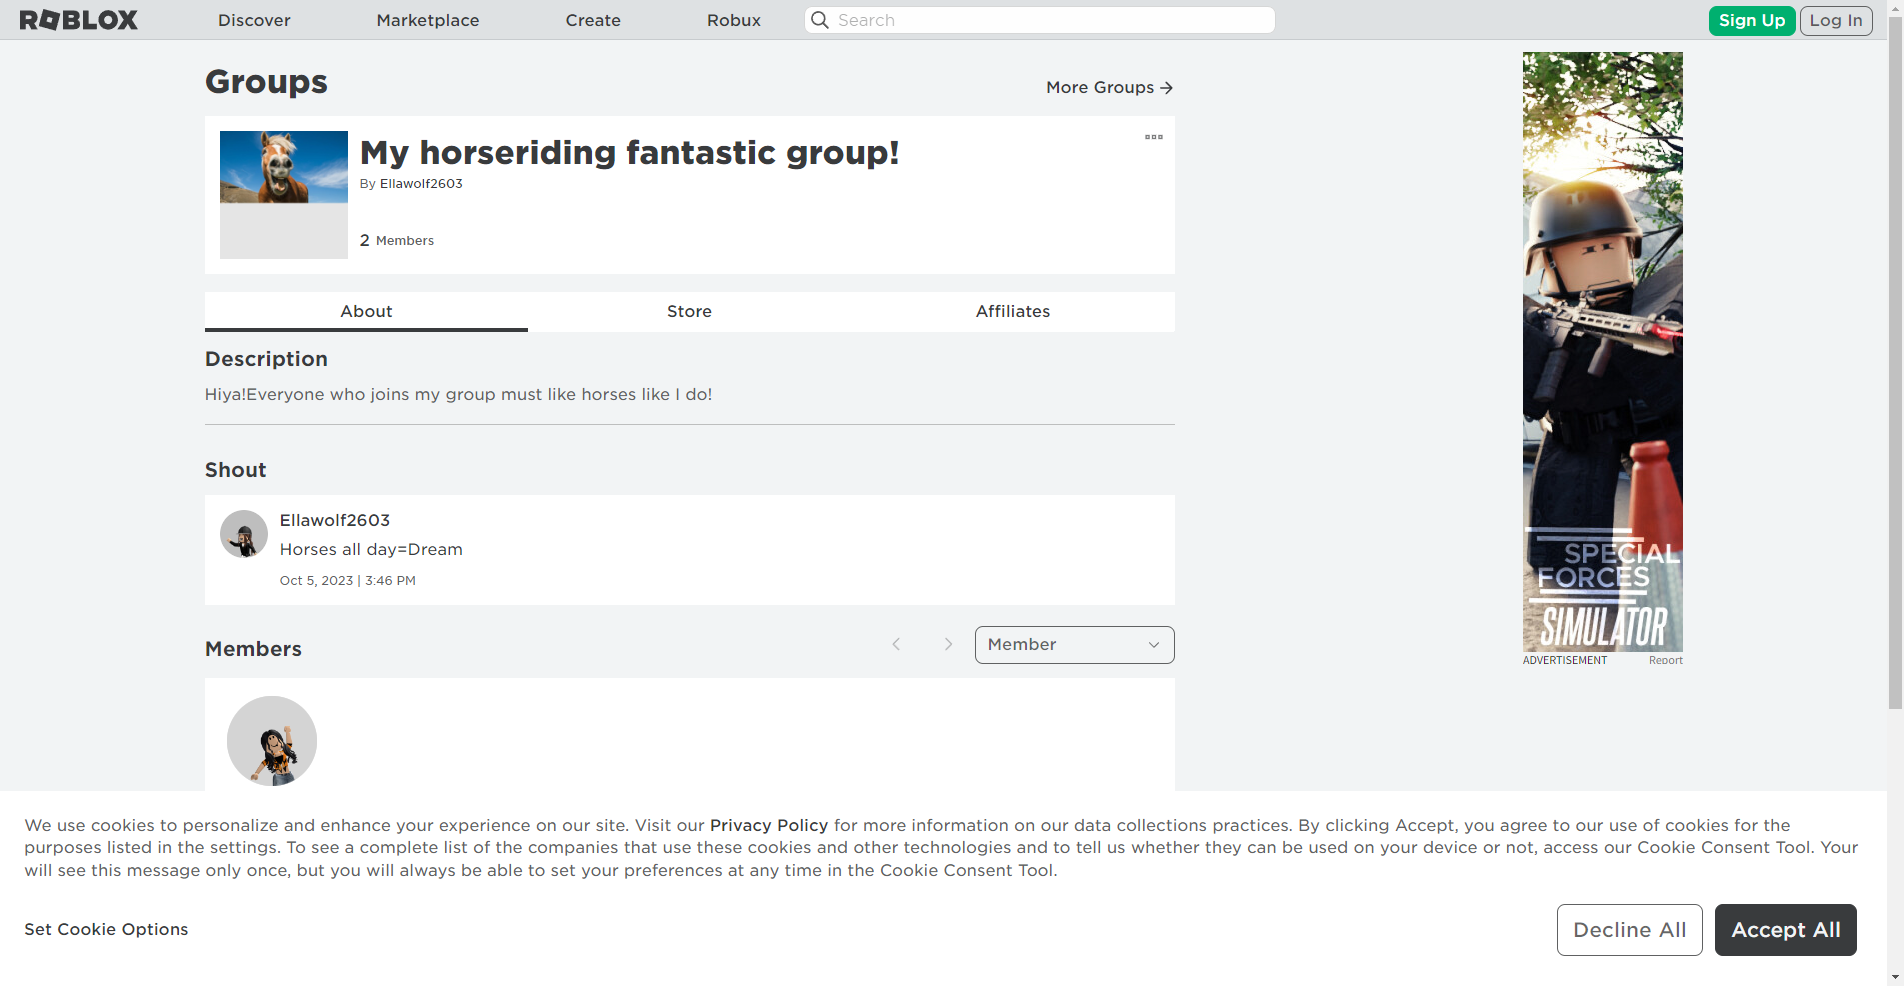 ROBLOX Discover Marketplace Create Robux Search Sign Up Log In
Groups
More Groups
My horseriding fantastic group!
By Ellawolf2603
2 Members
About Store Affiliates
Description
Hiya!Everyone who joins my group must like horses like I do!
Shout
Ellawolf2603
Horses all day=Dream
Oct 5, 2023 | 3:46 PM
Members
Member
SPECIAL
FORCES
SIMULATOR
ADVERTISEMENT Report
We use cookies to personalize and enhance your experience on our site. Visit our Privacy Policy for more information on our data collections practices. By clicking Accept, you agree to our use of cookies for the
purposes listed in the settings. To see a complete list of the companies that use these cookies and other technologies and to tell us whether they can be used on your device or not, access our Cookie Consent Tool. Your
will see this message only once, but you will always be able to set your preferences at any time in the Cookie Consent Tool.
Set Cookie Options
Decline All
Accept All